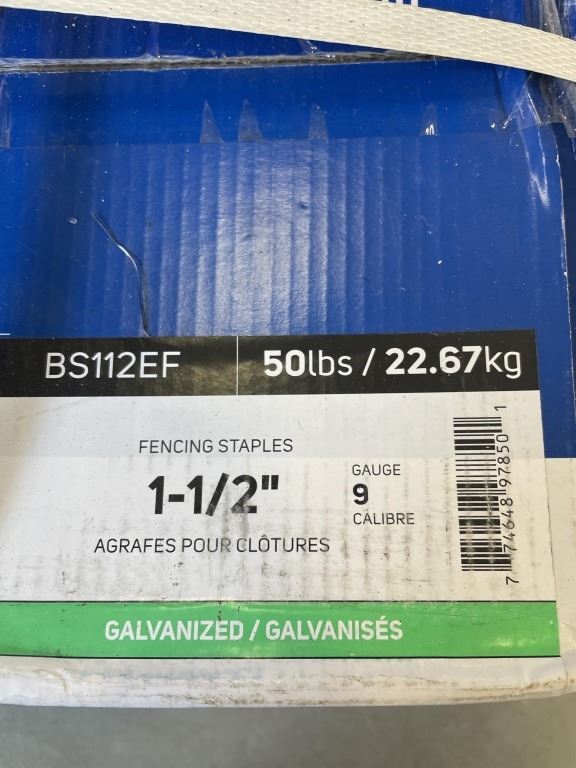 BS112EF
50lbs / 22.67kg
FENCING STAPLES
1-1/2"
AGRAFES POUR CLÔTURES
GAUGE
9
CALIBRE
7 74648 97850 1
GALVANIZED / GALVANISÉS